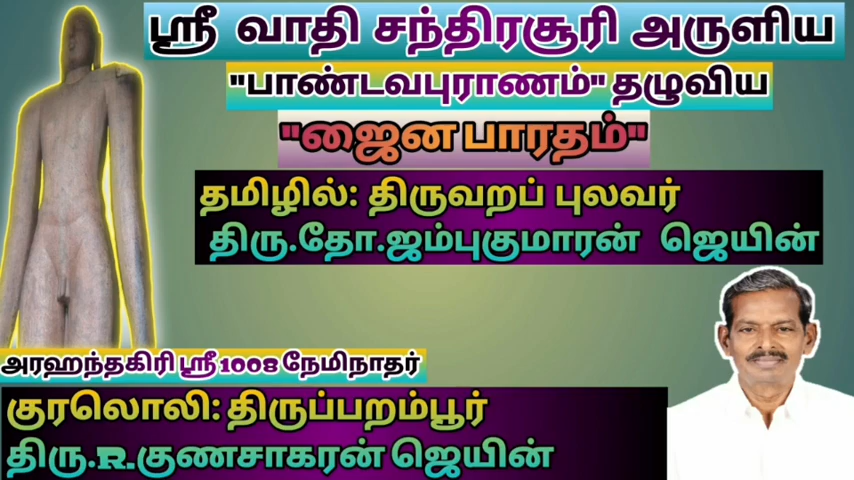 ஸ்ரீ வாதி சந்திரசூரி அருளிய
"பாண்டவபுராணம்" தழுவிய
"ஜைன பாரதம்"
தமிழில்: திருவறப் புலவர்
திரு.தோ.ஜம்புகுமாரன் ஜெயின்
அரஹந்தகிரி ஸ்ரீ 1008 நேமிநாதர்
குரலொலி: திருப்பறம்பூர்
திரு.R.குணசாகரன் ஜெயின்